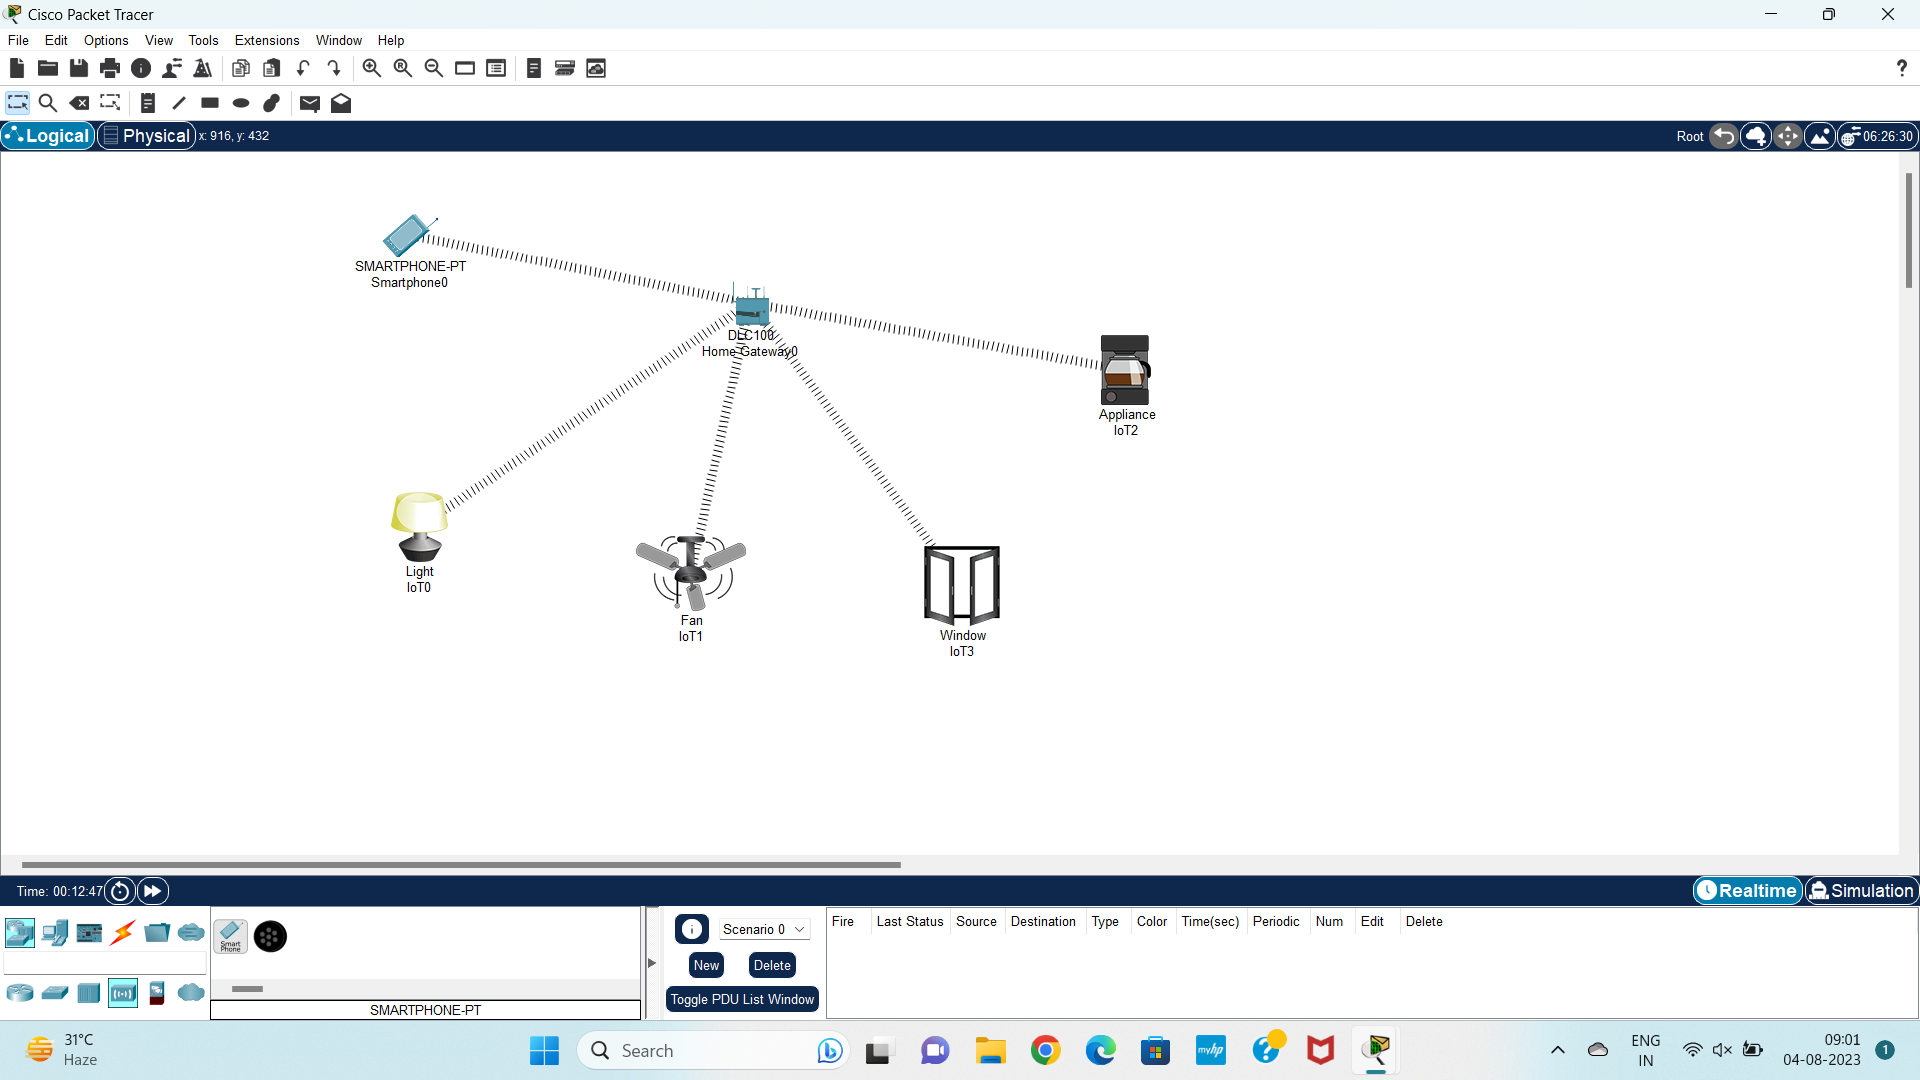 Cisco Packet Tracer
File Edit Options View Tools Extensions Window Help
?
Logical Physical x: 916, y: 432 Root 06:26:30
SMARTPHONE-PT
Smartphone0
DLC100
Home Gateway0
Appliance
IoT2
Light
IoT0
Fan
IoT1
Window
IoT3
Time: 00:12:47 Realtime Simulation
Smart
Phone
SMARTPHONE-PT
Scenario 0
New Delete
Toggle PDU List Window
Fire Last Status Source Destination Type Color Time(sec) Periodic Num Edit Delete
31°C
Haze
Search
myhp
ENG
IN
09:01
04-08-2023
1